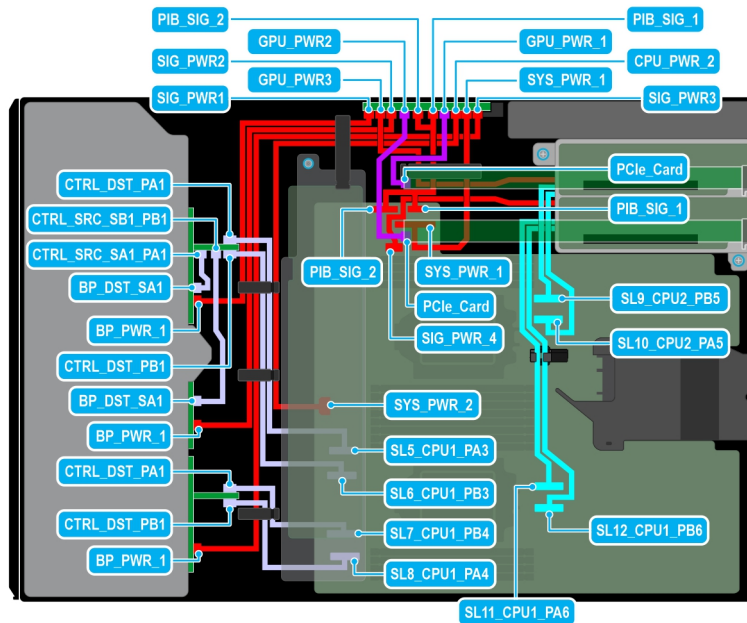 PIB_SIG_2
PIB_SIG_1
GPU_PWR2
GPU_PWR_1
SIG_PWR2
CPU_PWR_2
GPU_PWR3
SYS_PWR_1
SIG_PWR1
SIG_PWR3
PCIe_Card
CTRL_DST_PA1
PIB_SIG_1
CTRL_SRC_SB1_PB1
CTRL_SRC_SA1_PA1
PIB_SIG_2
SYS_PWR_1
BP_DST_SA1
SL9_CPU2_PB5
PCIe_Card
BP_PWR_1
SIG_PWR_4
SL10_CPU2_PA5
CTRL_DST_PB1
BP_DST_SA1
SYS_PWR_2
BP_PWR_1
SL5_CPU1_PA3
CTRL_DST_PA1
SL6_CPU1_PB3
CTRL_DST_PB1
SL7_CPU1_PB4
SL12_CPU1_PB6
BP_PWR_1
SL8_CPU1_PA4
SL11_CPU1_PA6